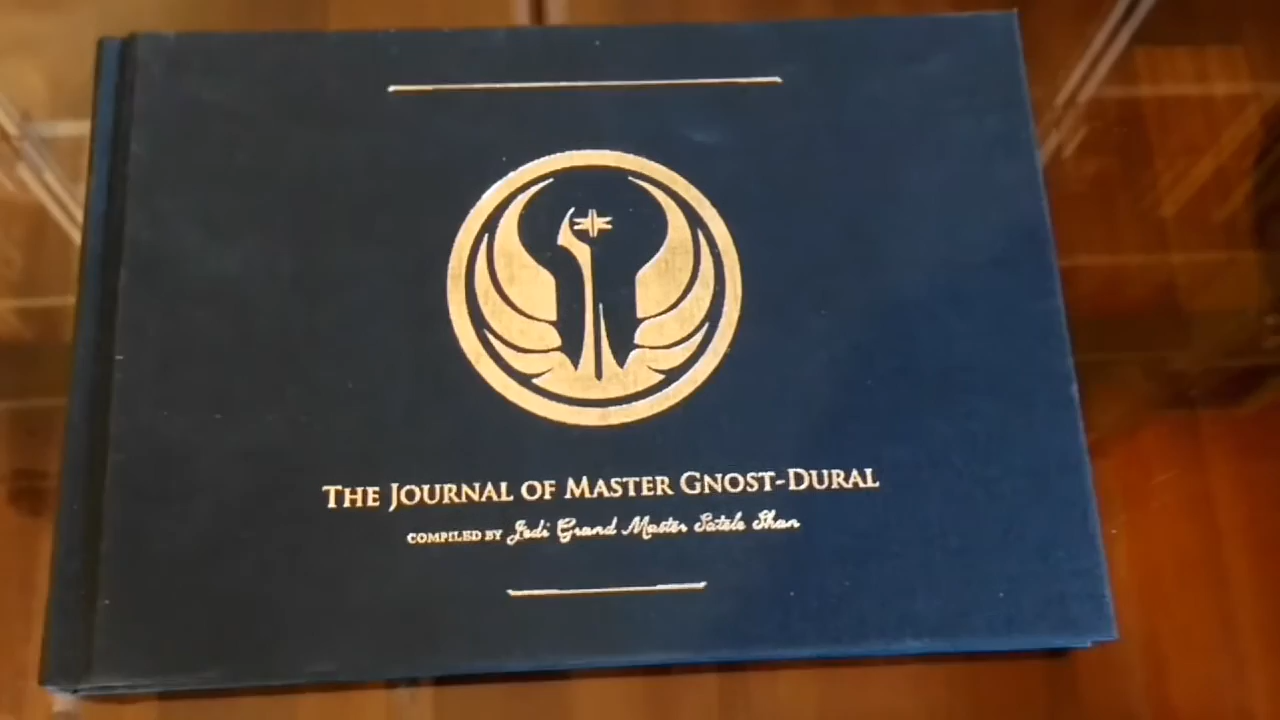 The Journal of Master Gnost-Dural
compiled by Jedi Grand Master Satele Shan